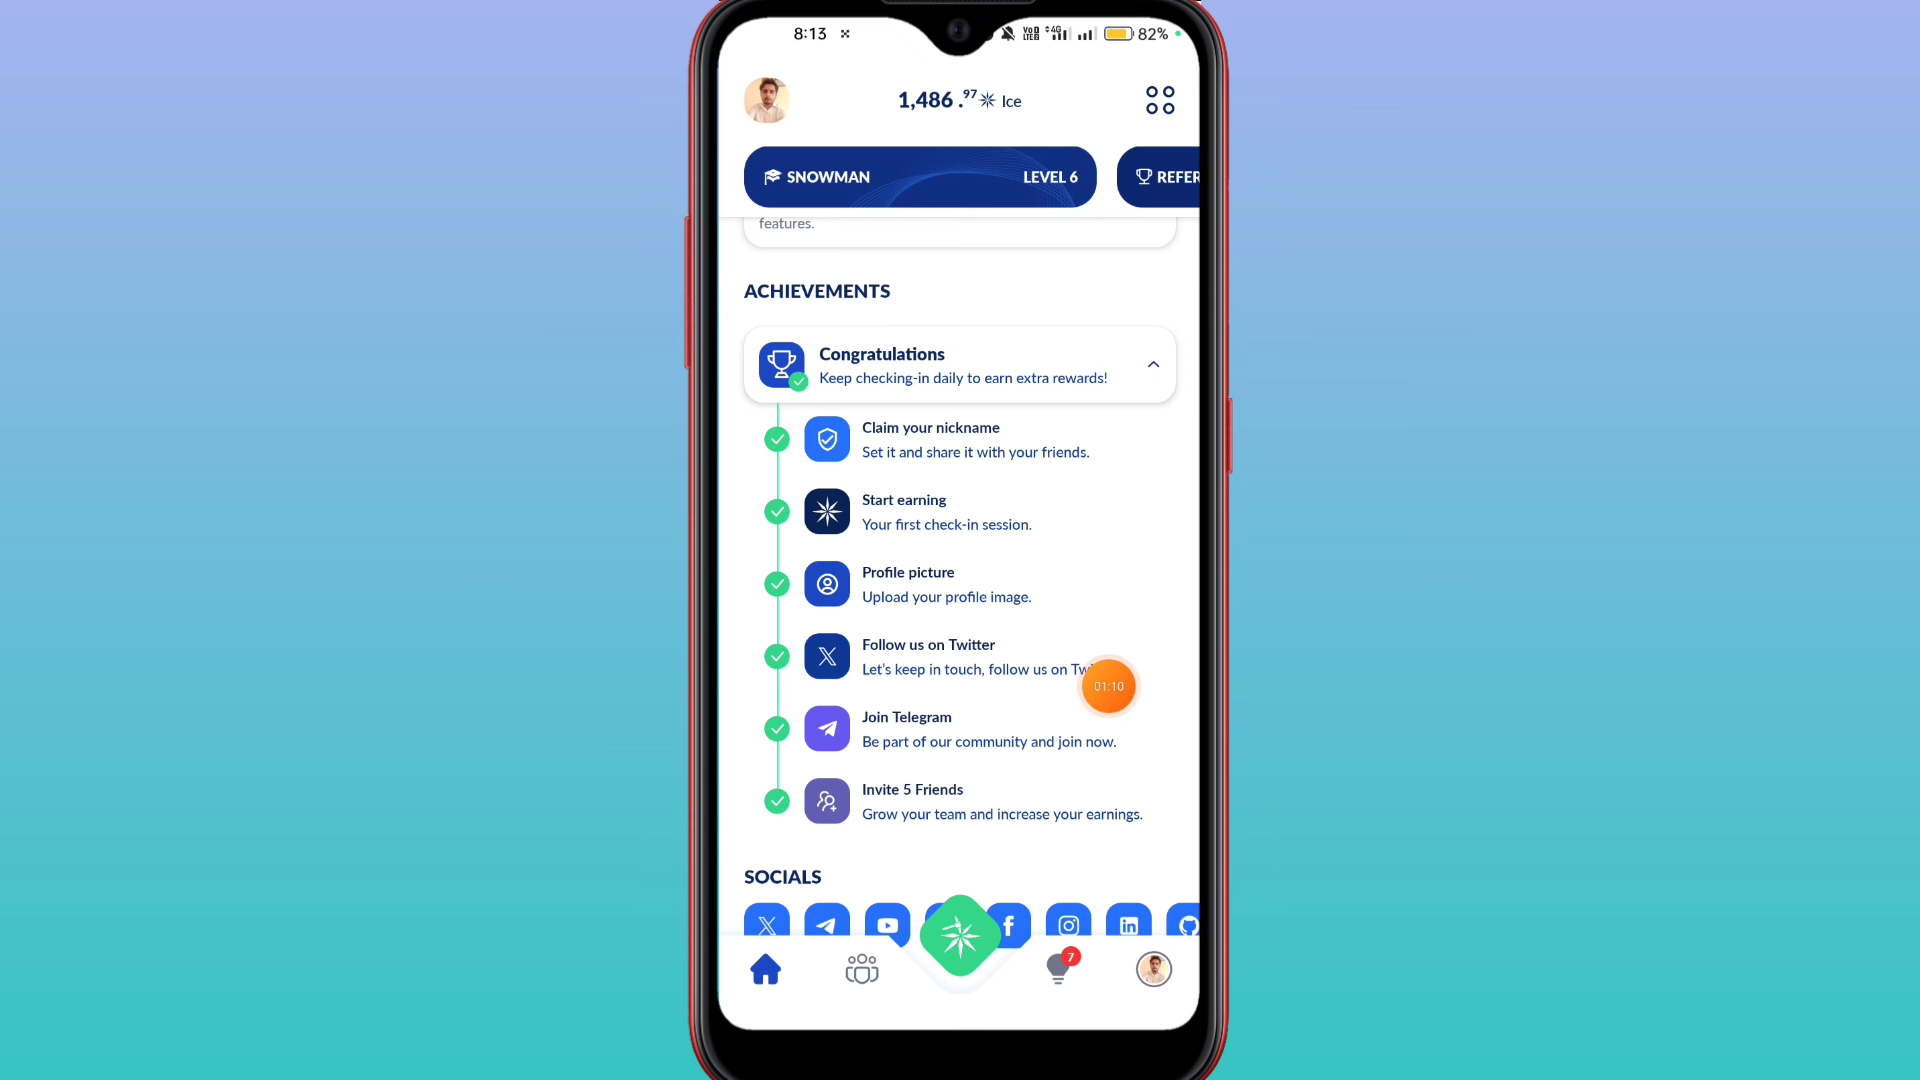 8:13
VoD LTE2 4G 82%
1,486.97 Ice
SNOWMAN LEVEL 6
REFER
features.
ACHIEVEMENTS
Congratulations
Keep checking-in daily to earn extra rewards!
Claim your nickname
Set it and share it with your friends.
Start earning
Your first check-in session.
Profile picture
Upload your profile image.
Follow us on Twitter
Let's keep in touch, follow us on Tw
01:10
Join Telegram
Be part of our community and join now.
Invite 5 Friends
Grow your team and increase your earnings.
SOCIALS
7